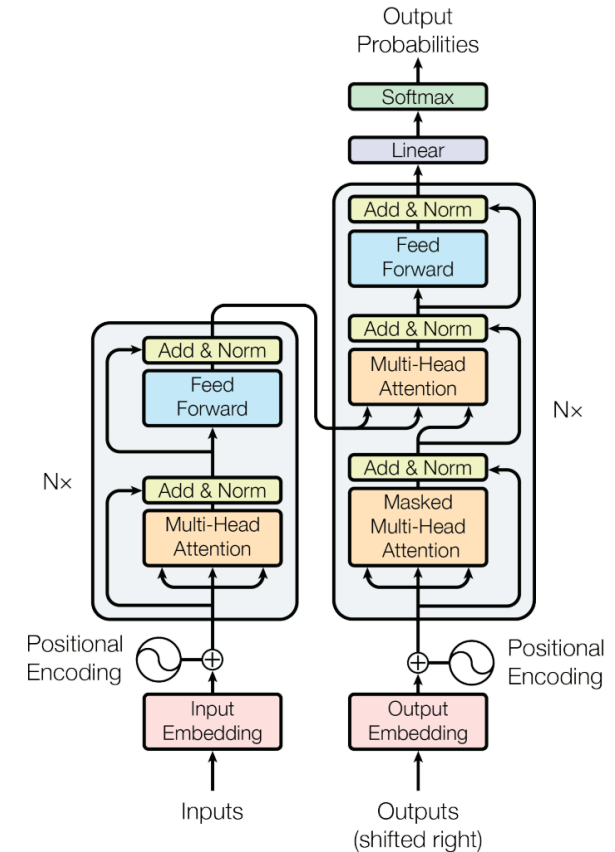 Output
Probabilities
Softmax
Linear
Add & Norm
Feed
Forward
Add & Norm
Multi-Head
Attention
Add & Norm
Masked
Multi-Head
Attention
N×
Add & Norm
Feed
Forward
Add & Norm
Multi-Head
Attention
N×
Positional
Encoding
Positional
Encoding
Input
Embedding
Output
Embedding
Inputs
Outputs
(shifted right)